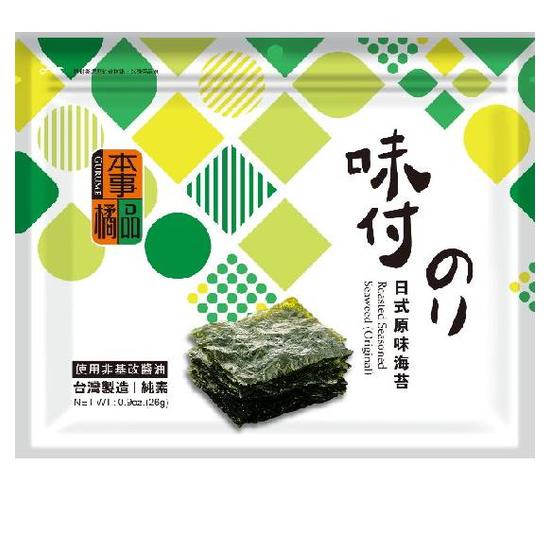 本事
GURUME
橘品
味付
のり
日式原味海苔
Roasted Seasoned
Seaweed (Original)
使用非基改醬油
台灣製造|純素
NET WT: 0.9oz.(26g)